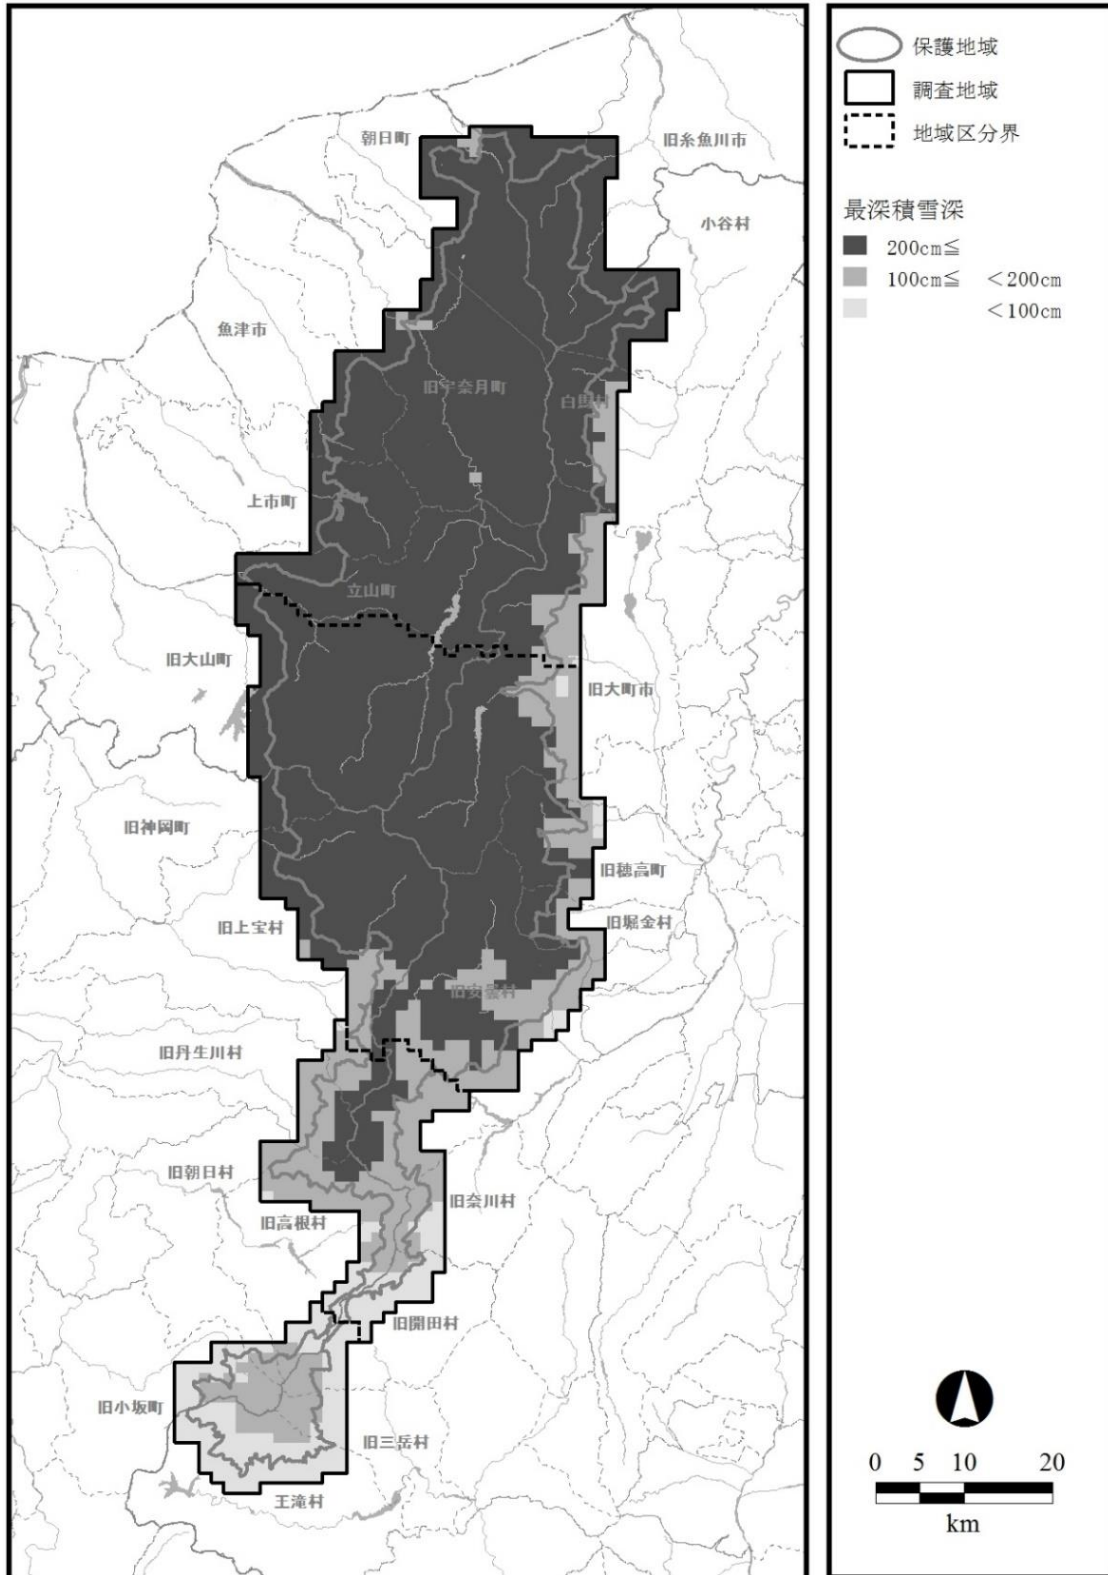 保護地域
調査地域
地域区分界
最深積雪深
200cm≦
100cm≦ <200cm
<100cm
朝日町
旧糸魚川市
小谷村
魚津市
旧宇奈月町
白馬村
上市町
立山町
旧大山町
旧大町市
旧神岡町
旧穂高町
旧上宝村
旧堀金村
旧安曇村
旧丹生川村
旧朝日村
旧奈川村
旧高根村
旧開田村
旧小坂町
旧三岳村
王滝村
0 5 10 20
km